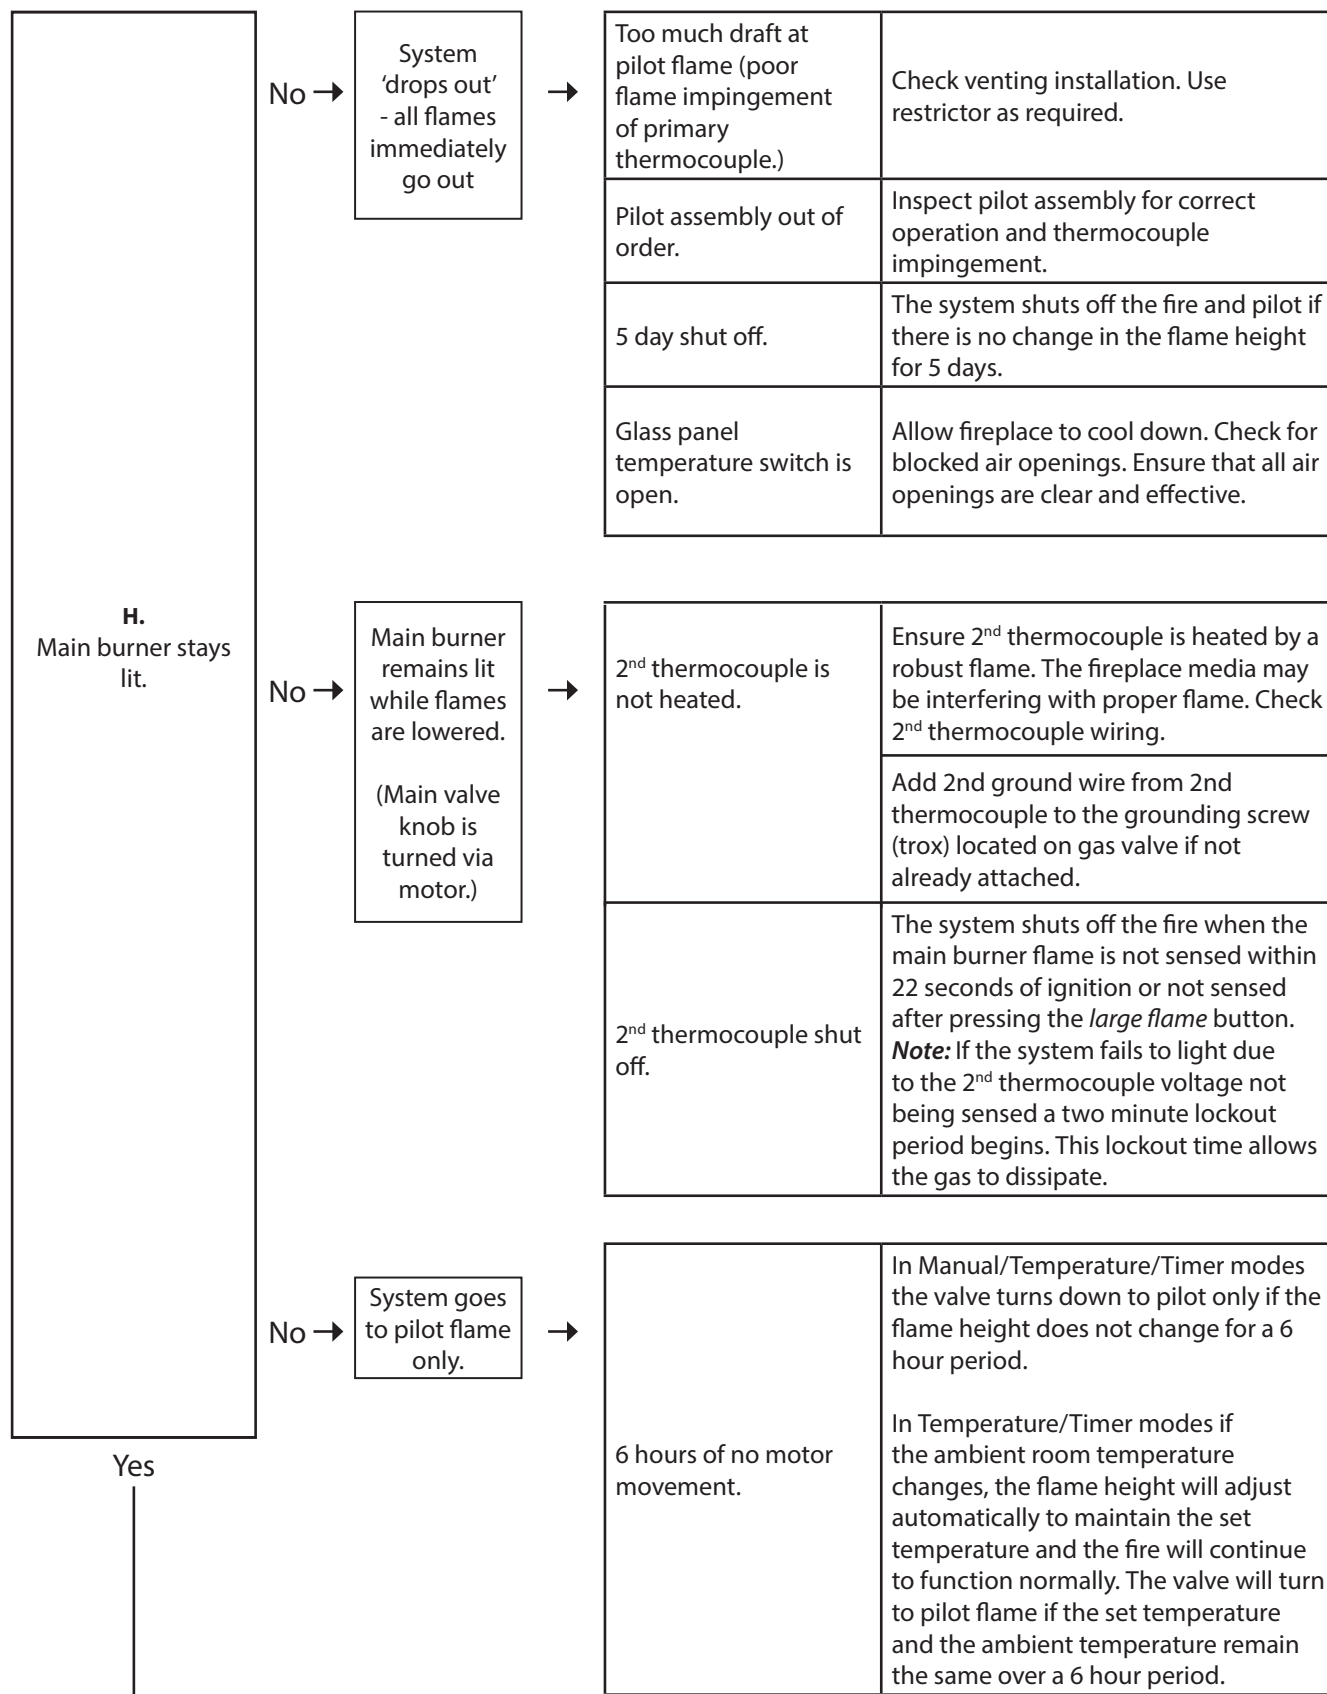 H.
Main burner stays
lit.
No →
System
‘drops out’
- all flames
immediately
go out
→
Too much draft at
pilot flame (poor
flame impingement
of primary
thermocouple.)
Check venting installation. Use
restrictor as required.
Pilot assembly out of
order.
Inspect pilot assembly for correct
operation and thermocouple
impingement.
5 day shut off.
The system shuts off the fire and pilot if
there is no change in the flame height
for 5 days.
Glass panel
temperature switch is
open.
Allow fireplace to cool down. Check for
blocked air openings. Ensure that all air
openings are clear and effective.
No →
Main burner
remains lit
while flames
are lowered.
(Main valve
knob is
turned via
motor.)
→
2nd thermocouple is
not heated.
Ensure 2nd thermocouple is heated by a
robust flame. The fireplace media may
be interfering with proper flame. Check
2nd thermocouple wiring.
Add 2nd ground wire from 2nd
thermocouple to the grounding screw
(trox) located on gas valve if not
already attached.
2nd thermocouple shut
off.
The system shuts off the fire when the
main burner flame is not sensed within
22 seconds of ignition or not sensed
after pressing the large flame button.
Note: If the system fails to light due
to the 2nd thermocouple voltage not
being sensed a two minute lockout
period begins. This lockout time allows
the gas to dissipate.
No →
System goes
to pilot flame
only.
→
6 hours of no motor
movement.
In Manual/Temperature/Timer modes
the valve turns down to pilot only if the
flame height does not change for a 6
hour period.
In Temperature/Timer modes if
the ambient room temperature
changes, the flame height will adjust
automatically to maintain the set
temperature and the fire will continue
to function normally. The valve will turn
to pilot flame if the set temperature
and the ambient temperature remain
the same over a 6 hour period.
Yes